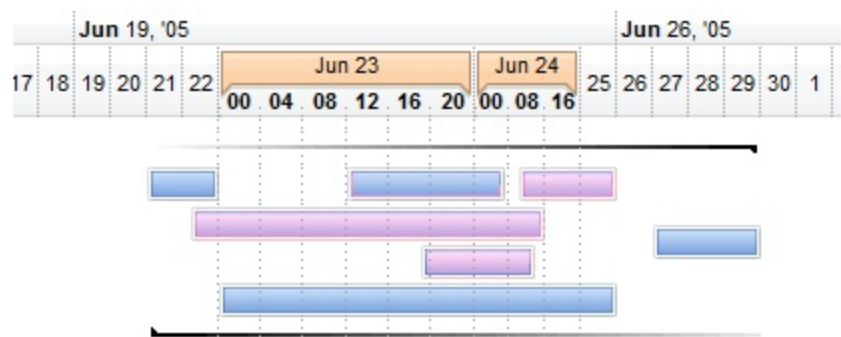 Jun 19, '05 Jun 26, '05
Jun 23 Jun 24
17 18 19 20 21 22 25 26 27 28 29 30 1
00 04 08 12 16 20 00 08 16